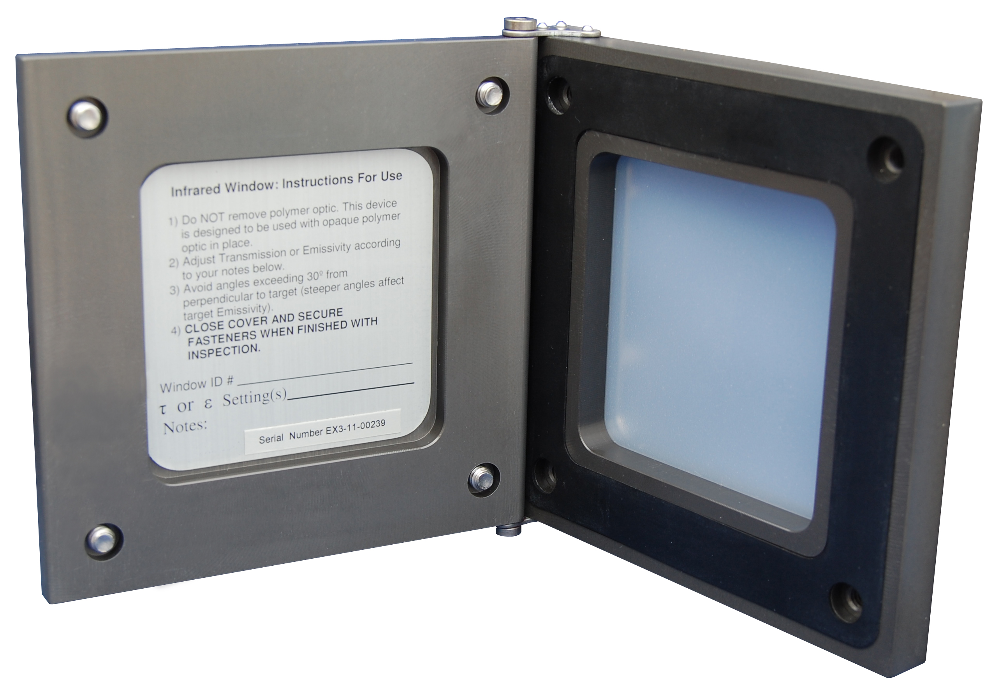 Infrared Window: Instructions For Use
1) Do NOT remove polymer optic. This device
is designed to be used with opaque polymer
optic in place.
2) Adjust Transmission or Emissivity according
to your notes below.
3) Avoid angles exceeding 30º from
perpendicular to target (steeper angles affect
target Emissivity).
4) CLOSE COVER AND SECURE
FASTENERS WHEN FINISHED WITH
INSPECTION.
Window ID # 
τ or ε Setting(s)
Notes:
Serial Number EX3-11-00239